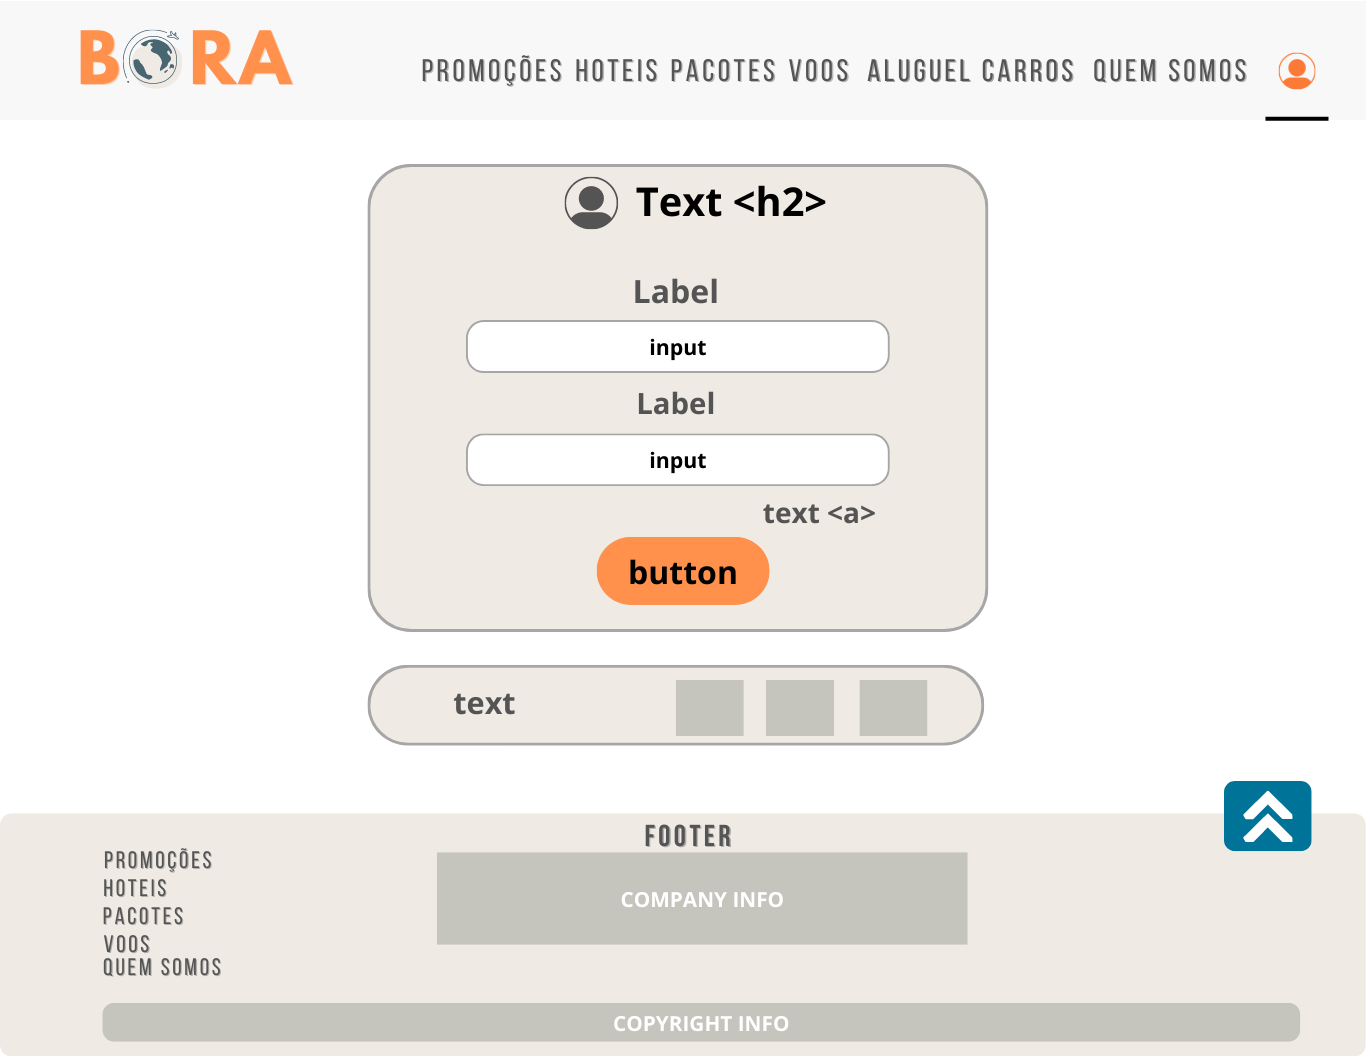 BORA
PROMOÇÕES HOTEIS PACOTES VOOS ALUGUEL CARROS QUEM SOMOS
Text <h2>
Label
input
Label
input
text <a>
button
text
FOOTER
PROMOÇÕES
HOTEIS
PACOTES
VOOS
QUEM SOMOS
COMPANY INFO
COPYRIGHT INFO